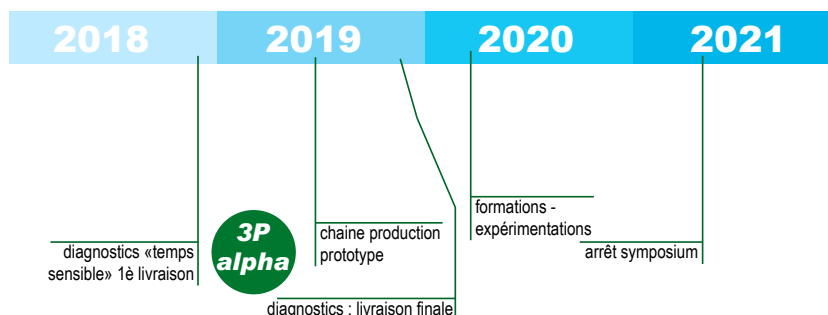 2018 2019 2020 2021
diagnostics «temps
sensible» 1è livraison
3P
alpha
chaine production
prototype
diagnostics : livraison finale
formations -
expérimentations
arrêt symposium